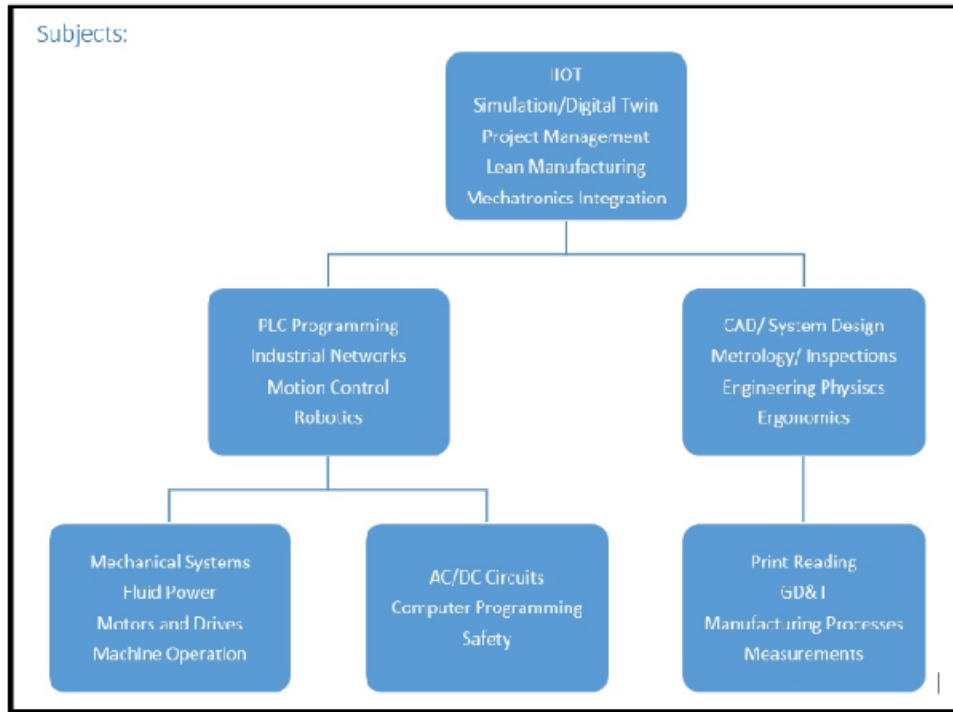 Subjects:
IIOT
Simulation/Digital Twin
Project Management
Lean Manufacturing
Mechatronics Integration
PLC Programming
Industrial Networks
Motion Control
Robotics
CAD/ System Design
Metrology/ Inspections
Engineering Physiscs
Ergonomics
Mechanical Systems
Fluid Power
Motors and Drives
Machine Operation
AC/DC Circuits
Computer Programming
Safety
Print Reading
GD&T
Manufacturing Processes
Measurements